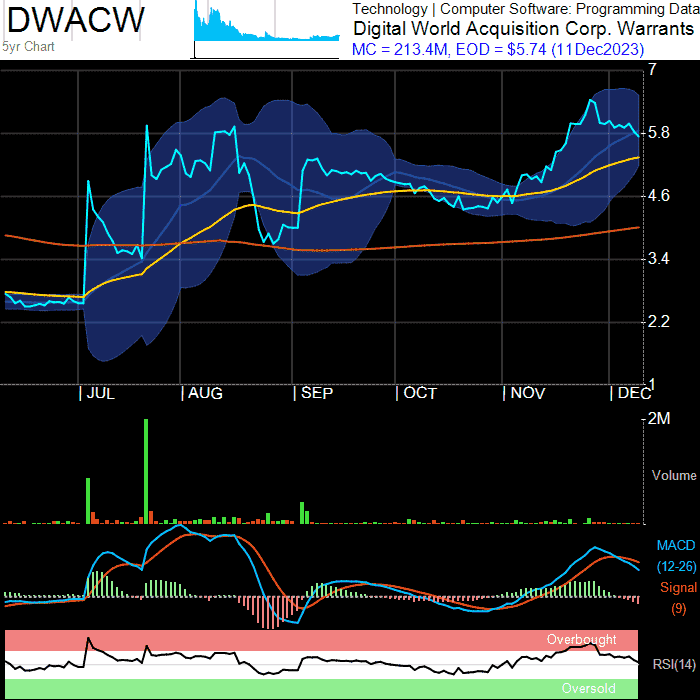 DWACW
5yr Chart
Technology | Computer Software: Programming Data
Digital World Acquisition Corp. Warrants
MC = 213.4M, EOD = $5.74 (11Dec2023)
7
5.8
4.6
3.4
2.2
1
| JUL | AUG | SEP | OCT | NOV | DEC
2M
Volume
MACD
(12-26)
Signal
(9)
Overbought
RSI(14)
Oversold